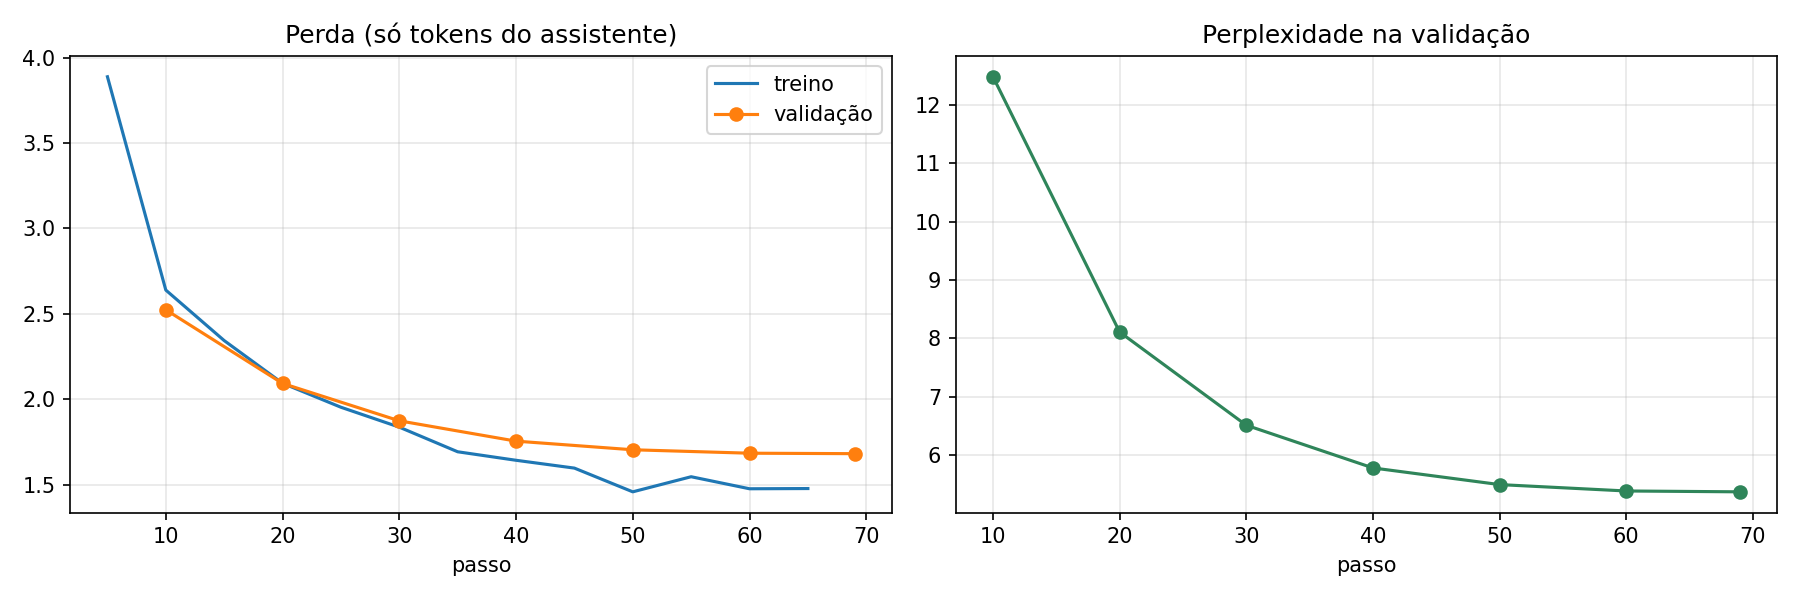 Perda (só tokens do assistente)
4.0
3.5
3.0
2.5
2.0
1.5
treino
validação
10 20 30 40 50 60 70
passo
Perplexidade na validação
12
11
10
9
8
7
6
10 20 30 40 50 60 70
passo